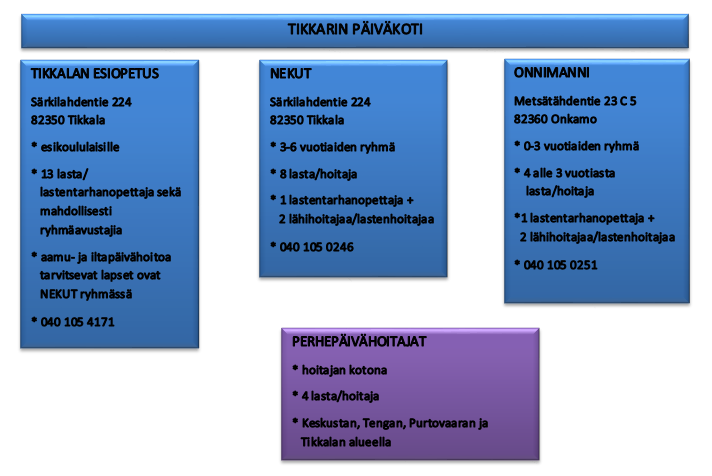 TIKKARIN PÄIVÄKOTI
TIKKALAN ESIOPETUS
Särkilahdentie 224
82350 Tikkala
* esikoululaisille
* 13 lasta/
lastentarhanopettaja sekä
mahdollisesti
ryhmäavustajia
* aamu- ja iltapäivähoitoa
tarvitsevat lapset ovat
NEKUT ryhmässä
* 040 105 4171
NEKUT
Särkilahdentie 224
82350 Tikkala
* 3-6 vuotiaiden ryhmä
* 8 lasta/hoitaja
* 1 lastentarhanopettaja +
2 lähihoitajaa/lastenhoitajaa
* 040 105 0246
ONNIMANNI
Metsätähdentie 23 C 5
82360 Onkamo
* 0-3 vuotiaiden ryhmä
* 4 alle 3 vuotiasta
lasta/hoitaja
*1 lastentarhanopettaja +
2 lähihoitajaa/lastenhoitajaa
* 040 105 0251
PERHEPÄIVÄHOITAJAT
* hoitajan kotona
* 4 lasta/hoitaja
* Keskustan, Tengan, Purtovaaran ja
Tikkalan alueella